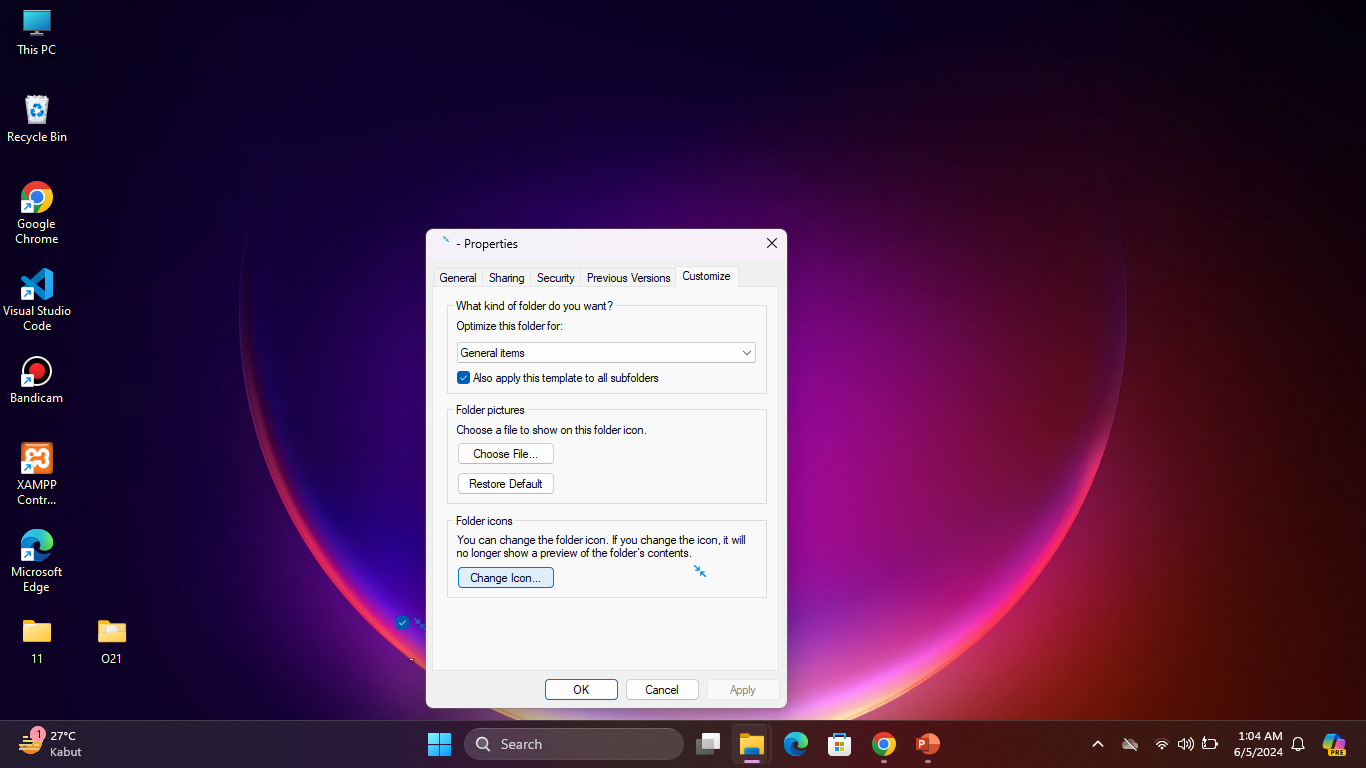 This PC
Recycle Bin
Google
Chrome
Visual Studio
Code
Bandicam
XAMPP
Contr...
Microsoft
Edge
11
O21
-
- Properties
General
Sharing
Security
Previous Versions
Customize
What kind of folder do you want?
Optimize this folder for:
General items
Also apply this template to all subfolders
Folder pictures
Choose a file to show on this folder icon.
Choose File...
Restore Default
Folder icons
You can change the folder icon. If you change the icon, it will
no longer show a preview of the folder's contents.
Change Icon...
OK
Cancel
Apply
1
27°C
Kabut
Search
P
1:04 AM
6/5/2024
PRE